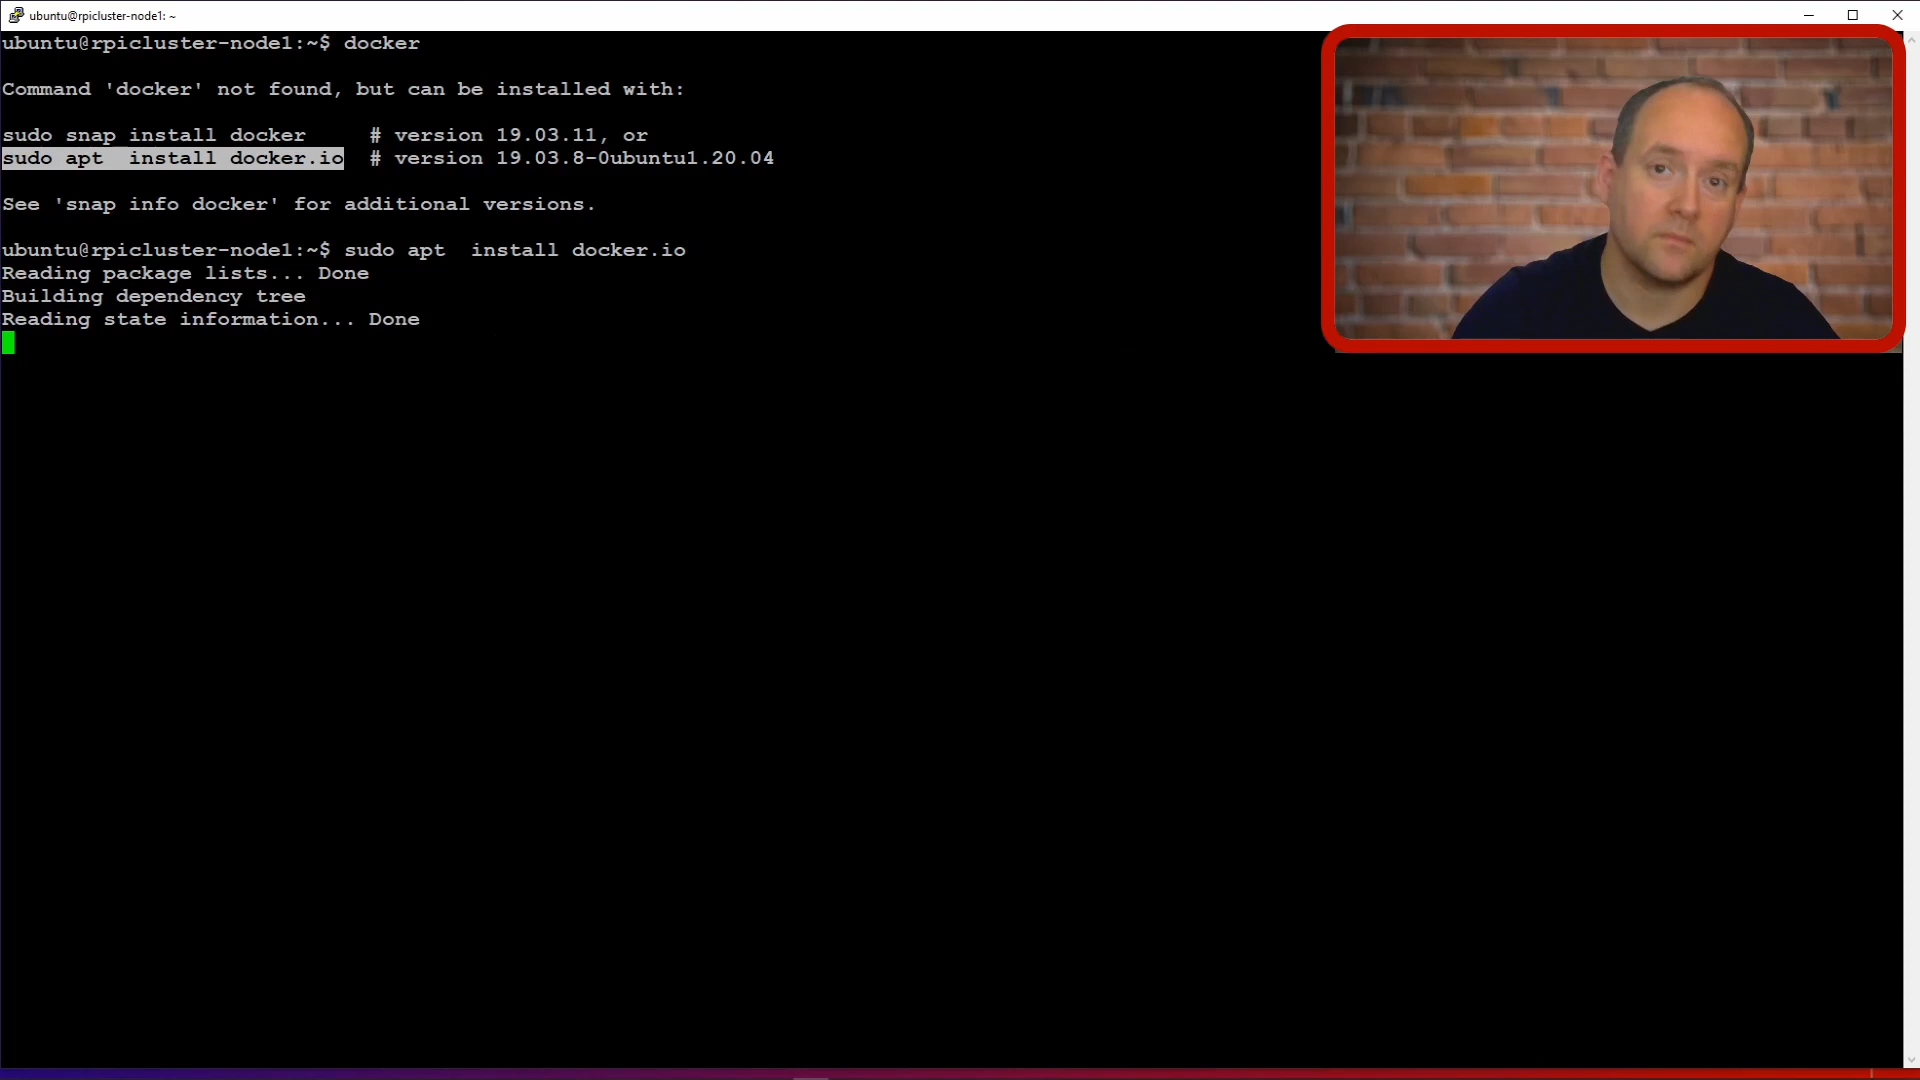 ubuntu@rpicluster-node1: ~
ubuntu@rpicluster-node1:~$ docker
Command 'docker' not found, but can be installed with:
sudo snap install docker     # version 19.03.11, or
sudo apt  install docker.io  # version 19.03.8-0ubuntu1.20.04
See 'snap info docker' for additional versions.
ubuntu@rpicluster-node1:~$ sudo apt  install docker.io
Reading package lists... Done
Building dependency tree
Reading state information... Done